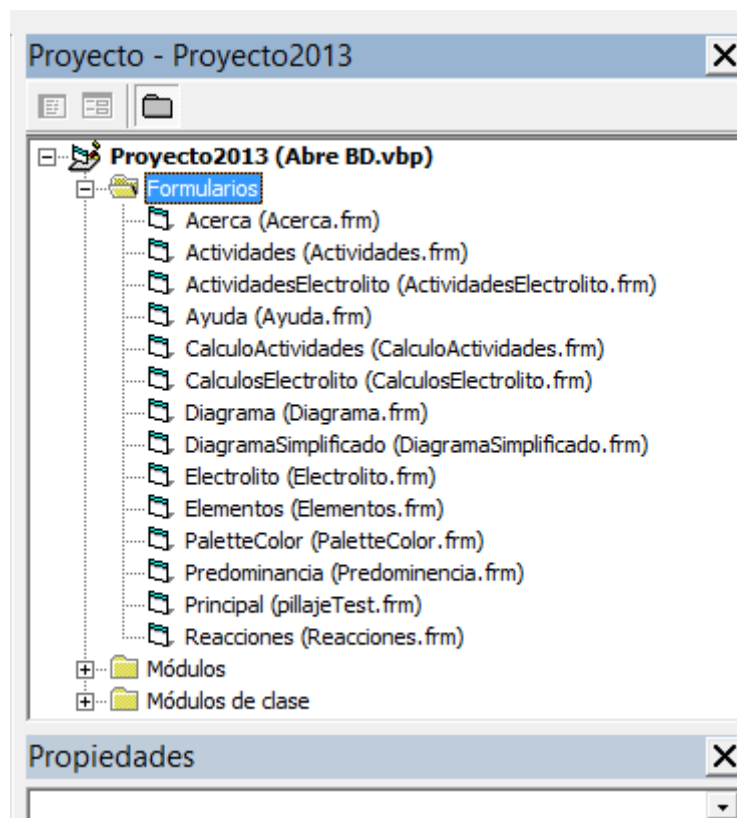 Proyecto - Proyecto2013
Proyecto2013 (Abre BD.vbp)
Formularios
Acerca (Acerca.frm)
Actividades (Actividades.frm)
ActividadesElectrolito (ActividadesElectrolito.frm)
Ayuda (Ayuda.frm)
CalculoActividades (CalculoActividades.frm)
CalculosElectrolito (CalculosElectrolito.frm)
Diagrama (Diagrama.frm)
DiagramaSimplificado (DiagramaSimplificado.frm)
Electrolito (Electrolito.frm)
Elementos (Elementos.frm)
PaletteColor (PaletteColor.frm)
Predominancia (Predominencia.frm)
Principal (pillajeTest.frm)
Reacciones (Reacciones.frm)
Módulos
Módulos de clase
Propiedades